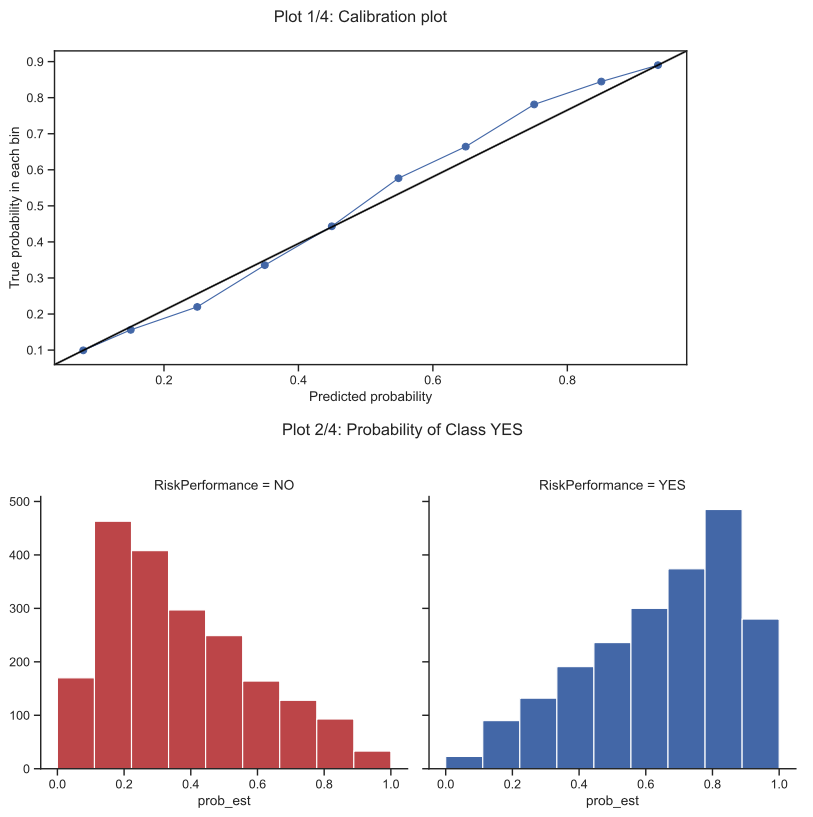 Plot 1/4: Calibration plot
True probability in each bin
0.9
0.8
0.7
0.6
0.5
0.4
0.3
0.2
0.1
0.2 0.4 0.6 0.8
Predicted probability
Plot 2/4: Probability of Class YES
RiskPerformance = NO
500
400
300
200
100
0
0.0 0.2 0.4 0.6 0.8 1.0
prob_est
RiskPerformance = YES
0.0 0.2 0.4 0.6 0.8 1.0
prob_est